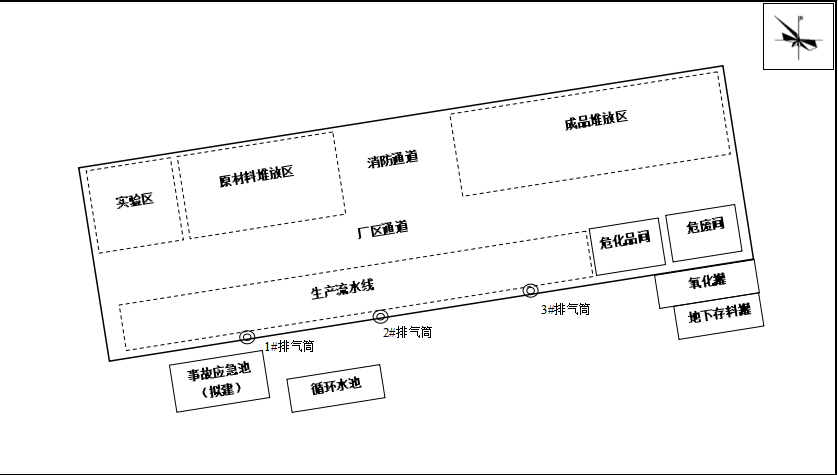 成品堆放区
消防通道
原材料堆放区
实验区
厂区通道
危化品间
危废间
生产流水线
氧化罐
地下存料罐
1#排气筒
2#排气筒
3#排气筒
事故应急池
（拟建）
循环水池